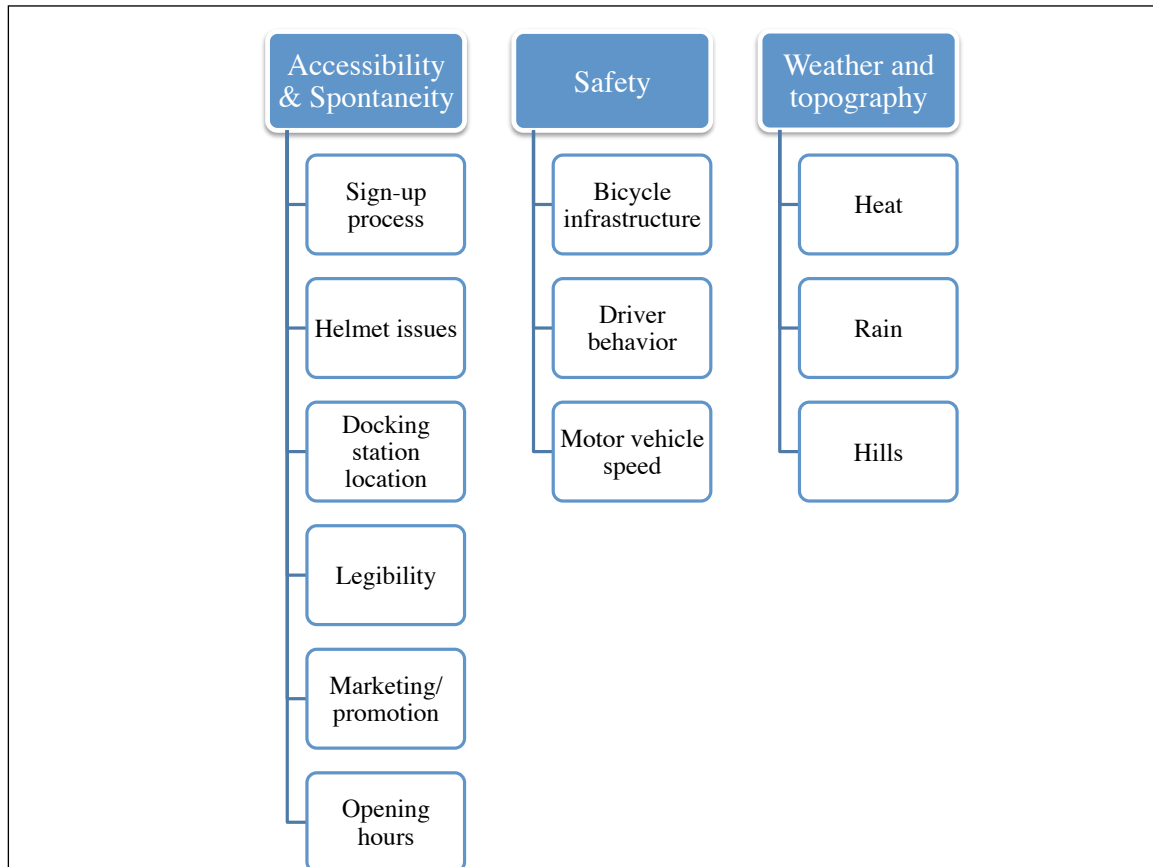 Accessibility
& Spontaneity
Sign-up
process
Helmet issues
Docking
station
location
Legibility
Marketing/
promotion
Opening
hours
Safety
Bicycle
infrastructure
Driver
behavior
Motor vehicle
speed
Weather and
topography
Heat
Rain
Hills